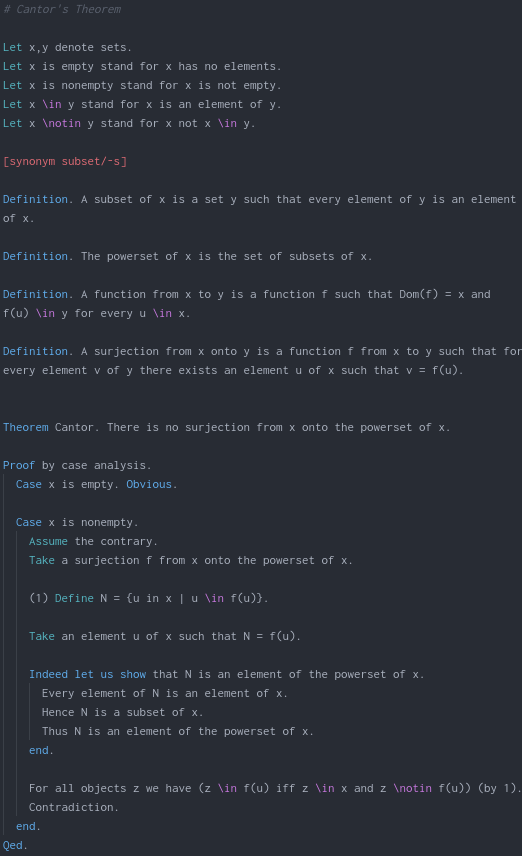 # Cantor's Theorem
Let x,y denote sets.
Let x is empty stand for x has no elements.
Let x is nonempty stand for x is not empty.
Let x \in y stand for x is an element of y.
Let x \notin y stand for x not x \in y.
[synonym subset/-s]
Definition. A subset of x is a set y such that every element of y is an element
of x.
Definition. The powerset of x is the set of subsets of x.
Definition. A function from x to y is a function f such that Dom(f) = x and
f(u) \in y for every u \in x.
Definition. A surjection from x onto y is a function f from x to y such that for
every element v of y there exists an element u of x such that v = f(u).
Theorem Cantor. There is no surjection from x onto the powerset of x.
Proof by case analysis.
Case x is empty. Obvious.
Case x is nonempty.
Assume the contrary.
Take a surjection f from x onto the powerset of x.
(1) Define N = {u in x | u \in f(u)}.
Take an element u of x such that N = f(u).
Indeed let us show that N is an element of the powerset of x.
Every element of N is an element of x.
Hence N is a subset of x.
Thus N is an element of the powerset of x.
end.
For all objects z we have (z \in f(u) iff z \in x and z \notin f(u)) (by 1).
Contradiction.
end.
Qed.